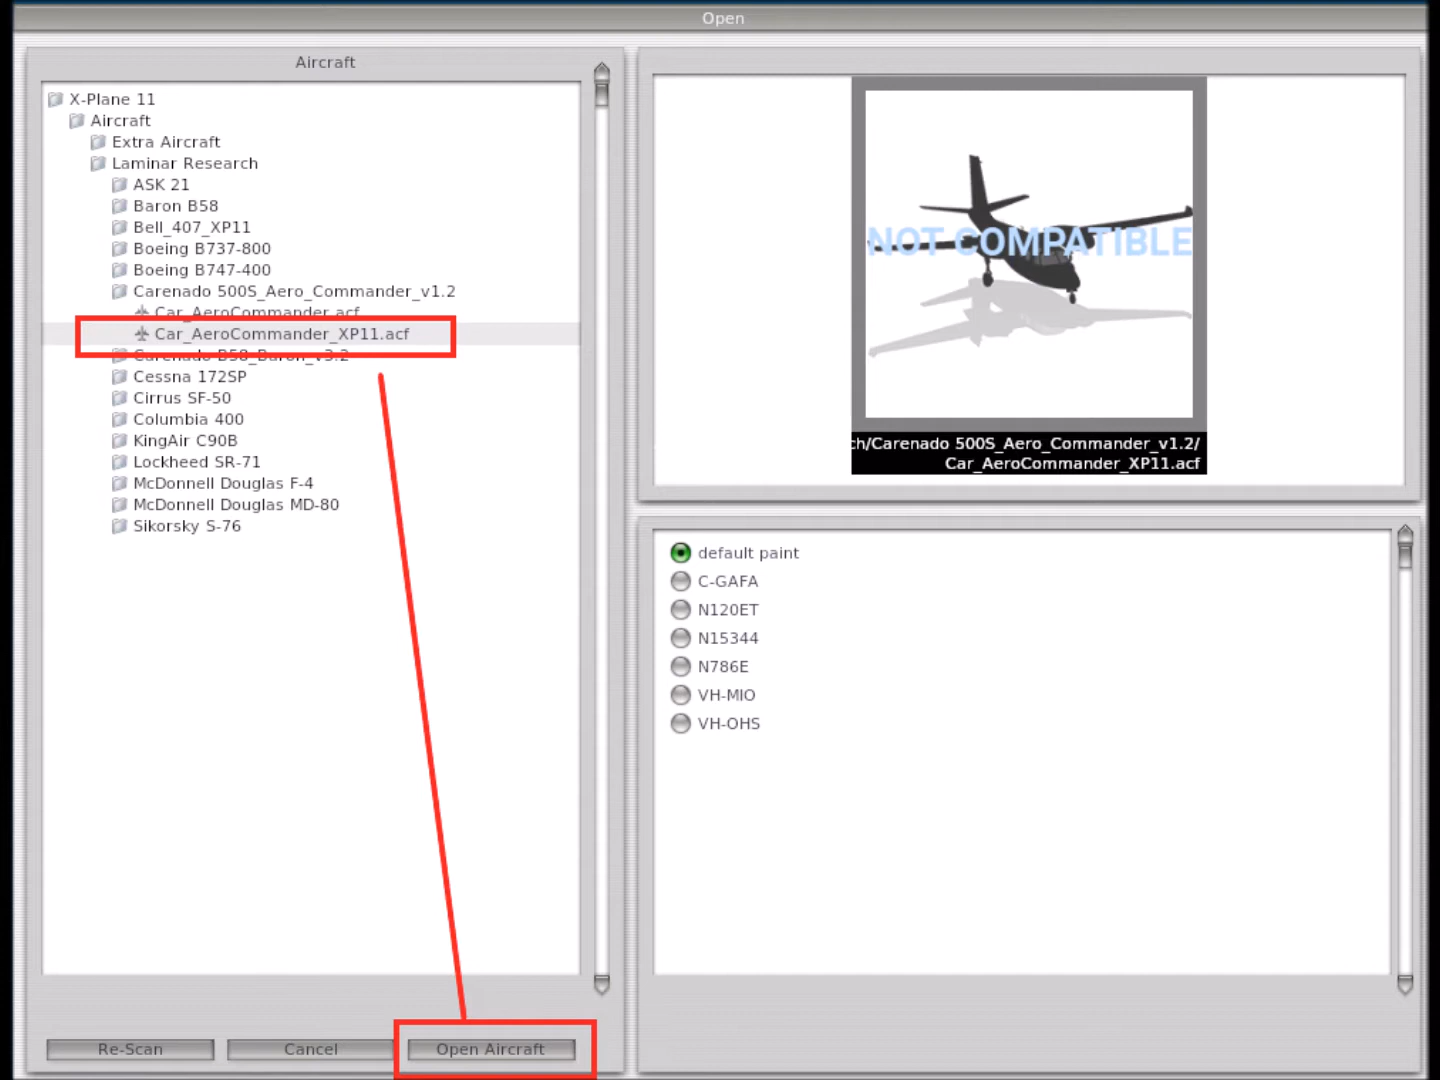 Open
Aircraft
X-Plane 11
Aircraft
Extra Aircraft
Laminar Research
ASK 21
Baron B58
Bell_407_XP11
Boeing B737-800
Boeing B747-400
Carenado 500S_Aero_Commander_v1.2
Car_AeroCommander.acf
Car_AeroCommander_XP11.acf
Carenado B58_Baron_v3.2
Cessna 172SP
Cirrus SF-50
Columbia 400
KingAir C90B
Lockheed SR-71
McDonnell Douglas F-4
McDonnell Douglas MD-80
Sikorsky S-76
Re-Scan
Cancel
Open Aircraft
NOT COMPATIBLE
ch/Carenado 500S_Aero_Commander_v1.2/
Car_AeroCommander_XP11.acf
default paint
C-GAFA
N120ET
N15344
N786E
VH-MIO
VH-OHS